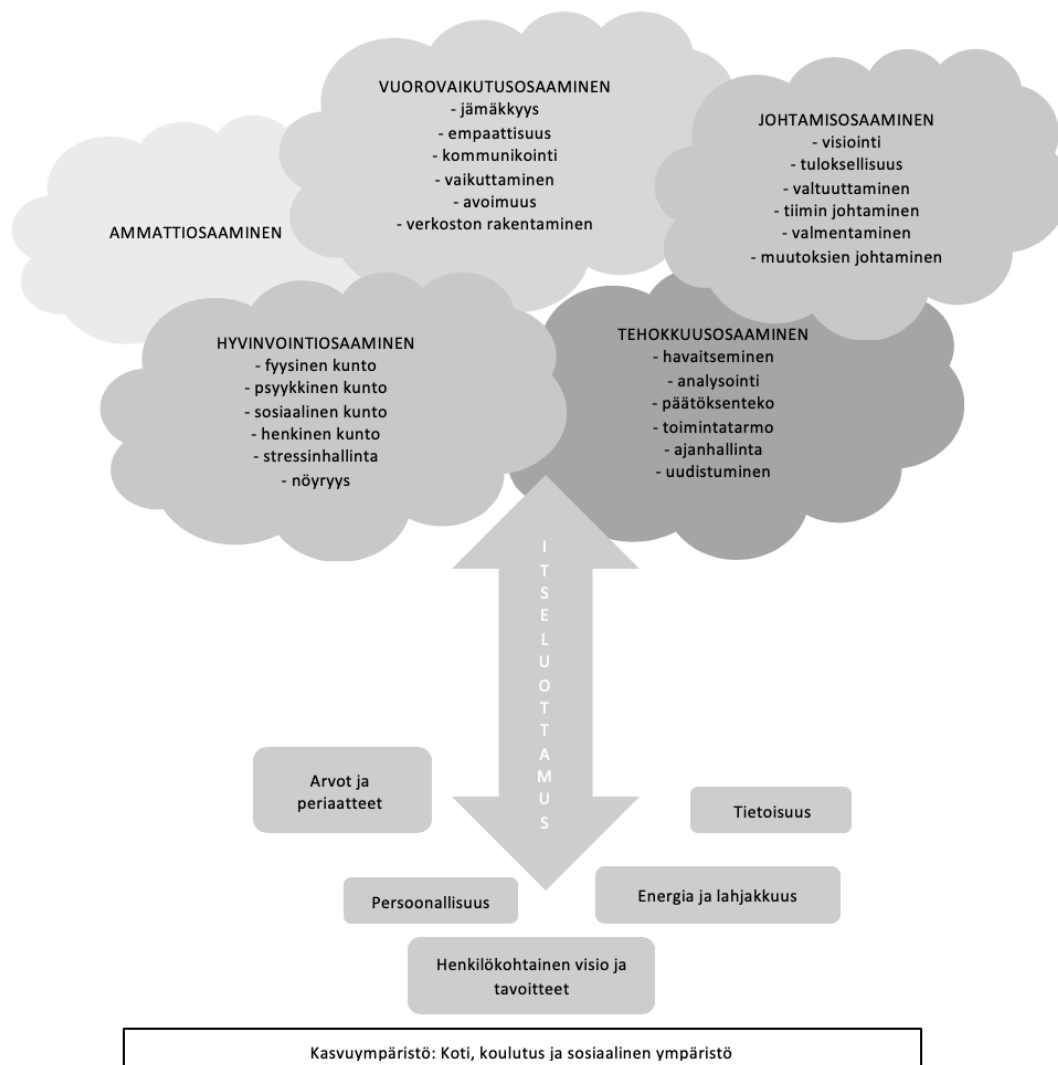 VUOROVAIKUTUSOSAAMINEN
- jämäkkyys
- empaattisuus
- kommunikointi
- vaikuttaminen
- avoimuus
- verkoston rakentaminen
JOHTAMISOSAAMINEN
- visiointi
- tuloksellisuus
- valtuuttaminen
- tiimin johtaminen
- valmentaminen
- muutoksien johtaminen
AMMATTIOSAAMINEN
HYVINVOINTIOSAAMINEN
- fyysinen kunto
- psyykkinen kunto
- sosiaalinen kunto
- henkinen kunto
- stressinhallinta
- nöyryys
TEHOKKUUSOSAAMINEN
- havaitseminen
- analysointi
- päätöksenteko
- toimintatarmo
- ajanhallinta
- uudistuminen
ITSELUOTTAMUS
Arvot ja
periaatteet
Tietoisuus
Persoonallisuus
Energia ja lahjakkuus
Henkilökohtainen visio ja
tavoitteet
Kasvuympäristö: Koti, koulutus ja sosiaalinen ympäristö